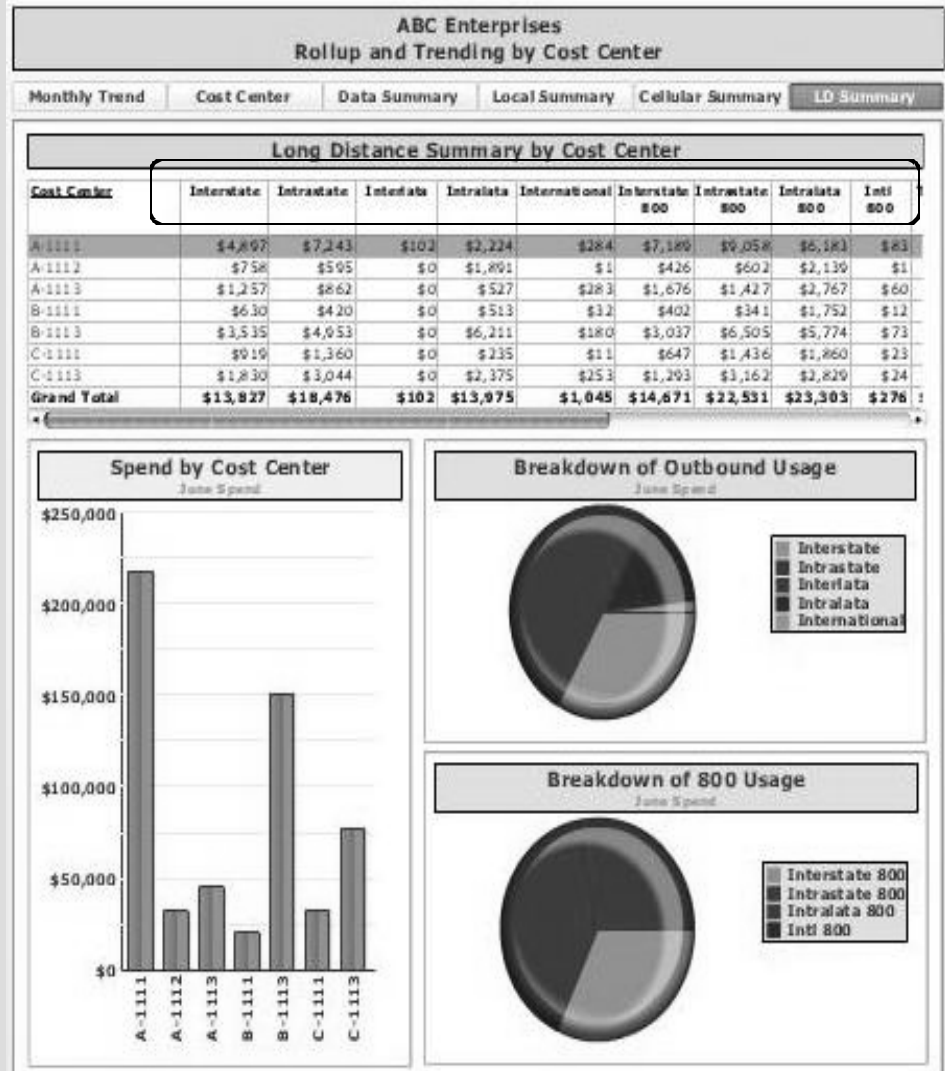 ABC Enterprises
Rollup and Trending by Cost Center
Monthly Trend Cost Center Data Summary Local Summary Cellular Summary LD Summary
Long Distance Summary by Cost Center
Cost Center Interstate Intrastate Interlata Intralata International Interstate 800 Intrastate 800 Intralata 800 Intl 800
A-1111 $4,897 $7,243 $102 $2,224 $284 $7,189 $9,058 $6,183 $83
A-1112 $758 $595 $0 $1,891 $1 $426 $602 $2,139 $1
A-1113 $1,257 $862 $0 $527 $283 $1,676 $1,427 $2,767 $60
B-1111 $630 $420 $0 $513 $32 $402 $341 $1,752 $12
B-1113 $3,535 $4,953 $0 $6,211 $180 $3,037 $6,505 $5,774 $73
C-1111 $919 $1,360 $0 $235 $11 $647 $1,436 $1,860 $23
C-1113 $1,830 $3,044 $0 $2,375 $253 $1,293 $3,162 $2,829 $24
Grand Total $13,827 $18,476 $102 $13,975 $1,045 $14,671 $22,531 $23,303 $276
Spend by Cost Center
June Spend
$250,000
$200,000
$150,000
$100,000
$50,000
$0
A-1111
A-1112
A-1113
B-1111
B-1113
C-1111
C-1113
Breakdown of Outbound Usage
June Spend
Interstate
Intrastate
Interlata
Intralata
International
Breakdown of 800 Usage
June Spend
Interstate 800
Intrastate 800
Intralata 800
Intl 800